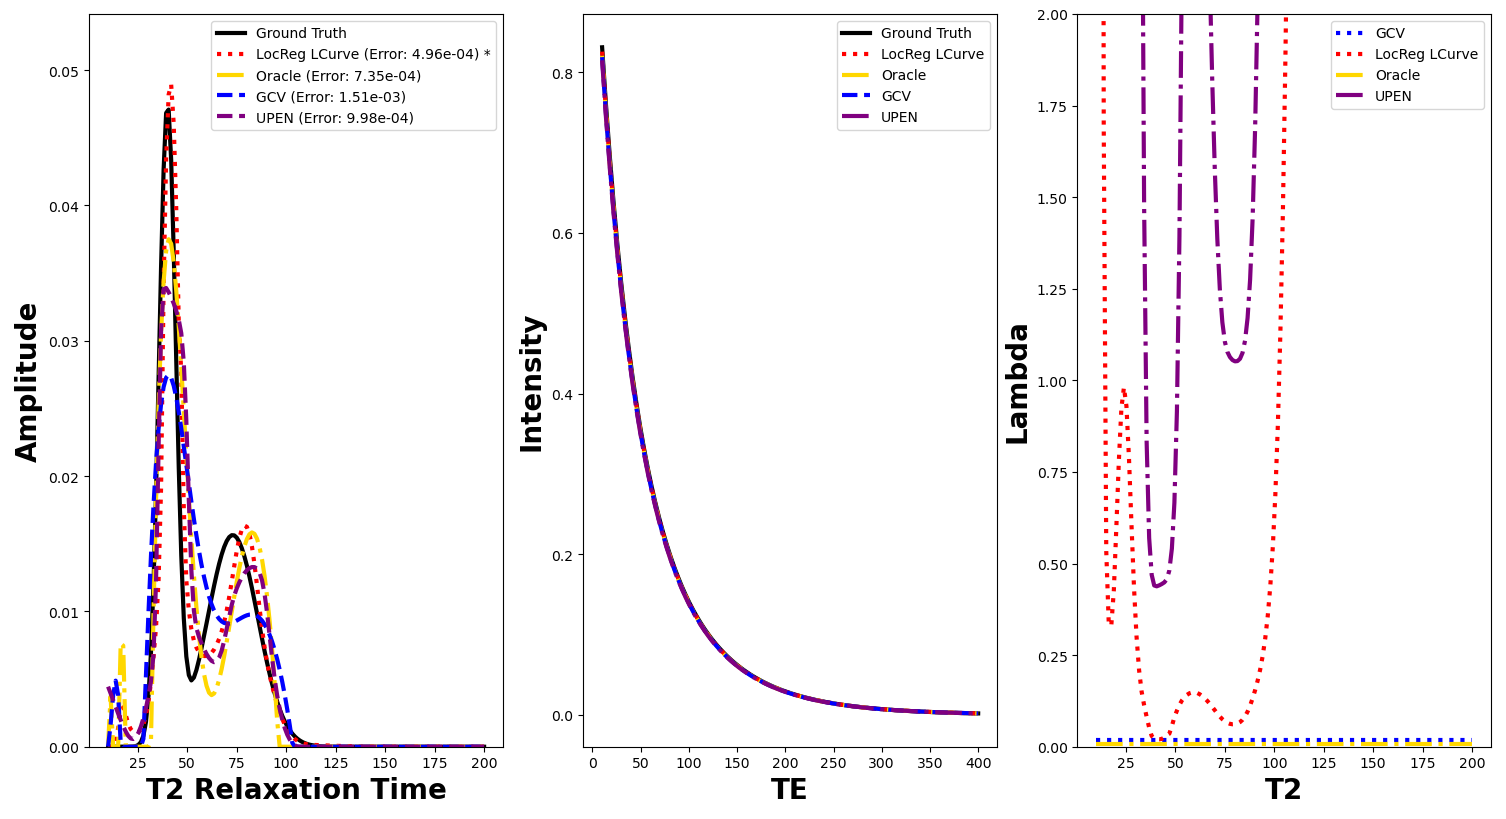 Ground Truth
LocReg LCurve (Error: 4.96e-04) *
Oracle (Error: 7.35e-04)
GCV (Error: 1.51e-03)
UPEN (Error: 9.98e-04)
0.05
0.04
0.03
0.02
0.01
0.00
25 50 75 100 125 150 175 200
Amplitude
T2 Relaxation Time
Ground Truth
LocReg LCurve
Oracle
GCV
UPEN
0.8
0.6
0.4
0.2
0.0
0 50 100 150 200 250 300 350 400
Intensity
TE
GCV
LocReg LCurve
Oracle
UPEN
2.00
1.75
1.50
1.25
1.00
0.75
0.50
0.25
0.00
25 50 75 100 125 150 175 200
Lambda
T2